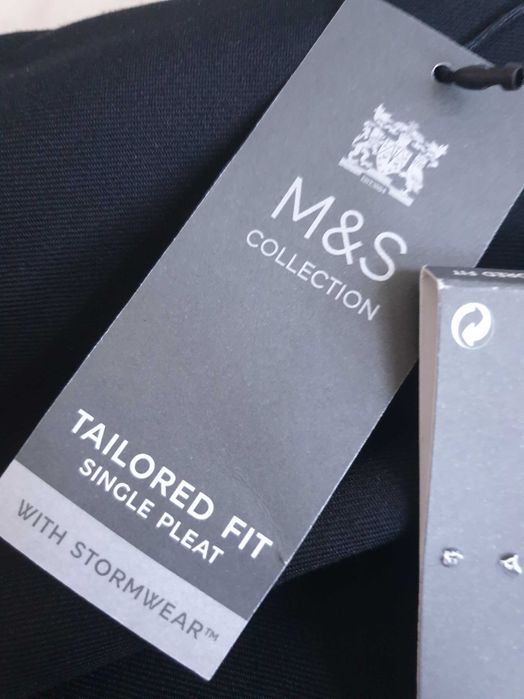 M&S
COLLECTION
TAILORED FIT
SINGLE PLEAT
WITH STORMWEAR™